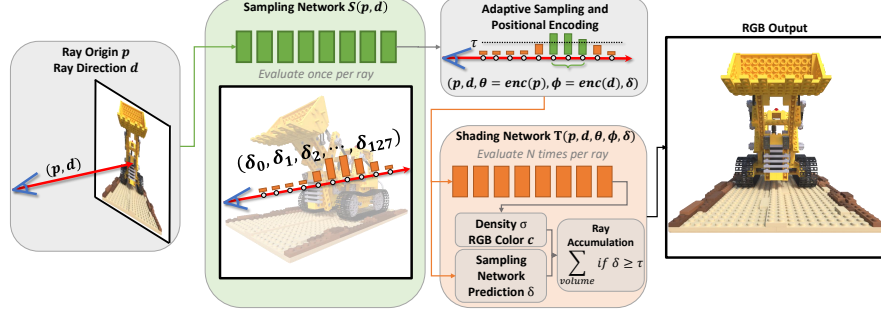 Ray Origin p
Ray Direction d
(p, d)
Sampling Network S(p, d)
Evaluate once per ray
(δ₀, δ₁, δ₂, ..., δ₁₂₇)
Adaptive Sampling and
Positional Encoding
τ
(p, d, θ = enc(p), ϕ = enc(d), δ)
Shading Network T(p, d, θ, ϕ, δ)
Evaluate N times per ray
Density σ
RGB Color c
Sampling
Network
Prediction δ
Ray
Accumulation
∑ if δ ≥ τ
volume
RGB Output